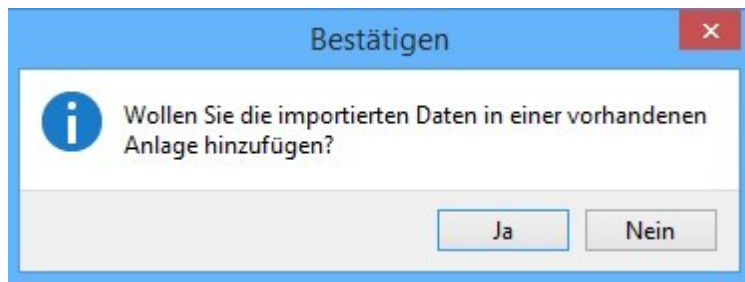 Bestätigen
Wollen Sie die importierten Daten in einer vorhandenen
Anlage hinzufügen?
Ja
Nein